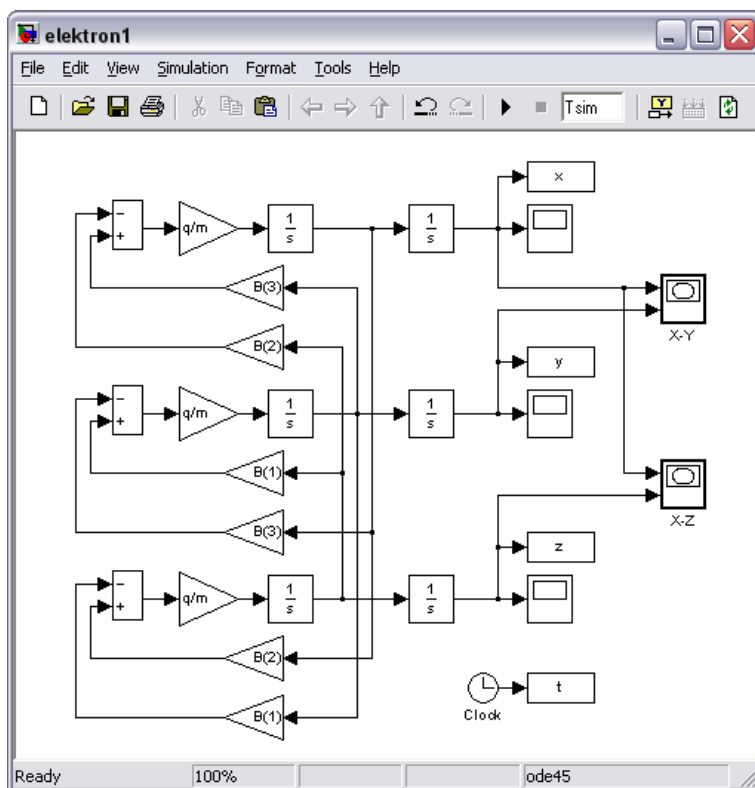 elektron1
File Edit View Simulation Format Tools Help
Tsim
x
− q/m 1/s 1/s
+
B(3)
X-Y
B(2)
y
− q/m 1/s 1/s
+
B(1)
X-Z
B(3)
z
− q/m 1/s 1/s
+
B(2)
t
B(1)
Clock
Ready 100% ode45